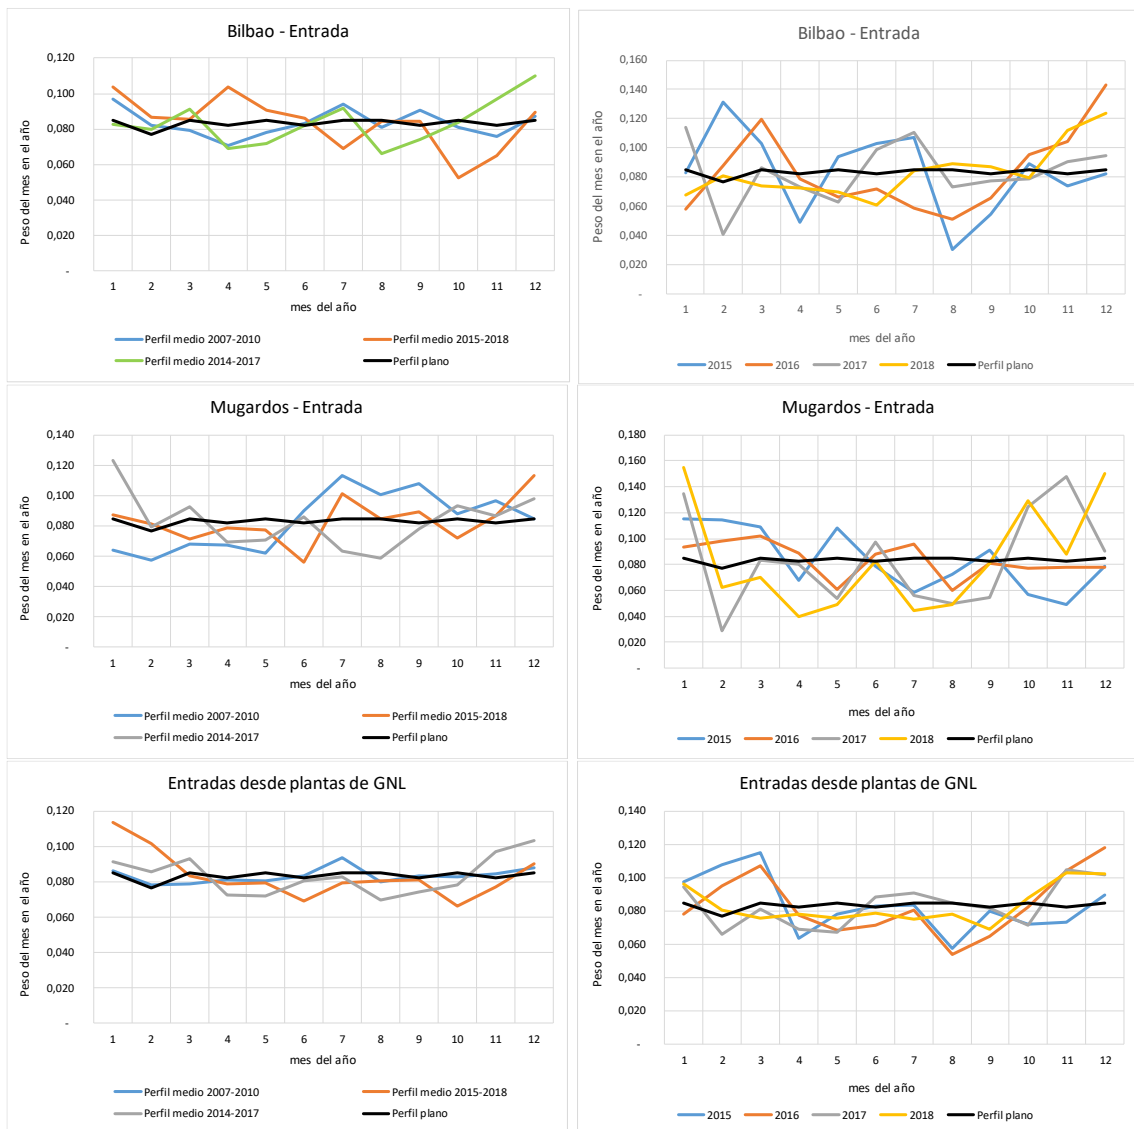 Bilbao - Entrada
Peso del mes en el año
0,120
0,100
0,080
0,060
0,040
0,020
-
1 2 3 4 5 6 7 8 9 10 11 12
mes del año
Perfil medio 2007-2010 Perfil medio 2015-2018
Perfil medio 2014-2017 Perfil plano
Bilbao - Entrada
Peso del mes en el año
0,160
0,140
0,120
0,100
0,080
0,060
0,040
0,020
-
1 2 3 4 5 6 7 8 9 10 11 12
mes del año
2015 2016 2017 2018 Perfil plano
Mugardos - Entrada
Peso del mes en el año
0,140
0,120
0,100
0,080
0,060
0,040
0,020
-
1 2 3 4 5 6 7 8 9 10 11 12
mes del año
Perfil medio 2007-2010 Perfil medio 2015-2018
Perfil medio 2014-2017 Perfil plano
Mugardos - Entrada
Peso del mes en el año
0,180
0,160
0,140
0,120
0,100
0,080
0,060
0,040
0,020
-
1 2 3 4 5 6 7 8 9 10 11 12
mes del año
2015 2016 2017 2018 Perfil plano
Entradas desde plantas de GNL
Peso del mes en el año
0,120
0,100
0,080
0,060
0,040
0,020
-
1 2 3 4 5 6 7 8 9 10 11 12
mes del año
Perfil medio 2007-2010 Perfil medio 2015-2018
Perfil medio 2014-2017 Perfil plano
Entradas desde plantas de GNL
Peso del mes en el año
0,140
0,120
0,100
0,080
0,060
0,040
0,020
-
1 2 3 4 5 6 7 8 9 10 11 12
mes del año
2015 2016 2017 2018 Perfil plano